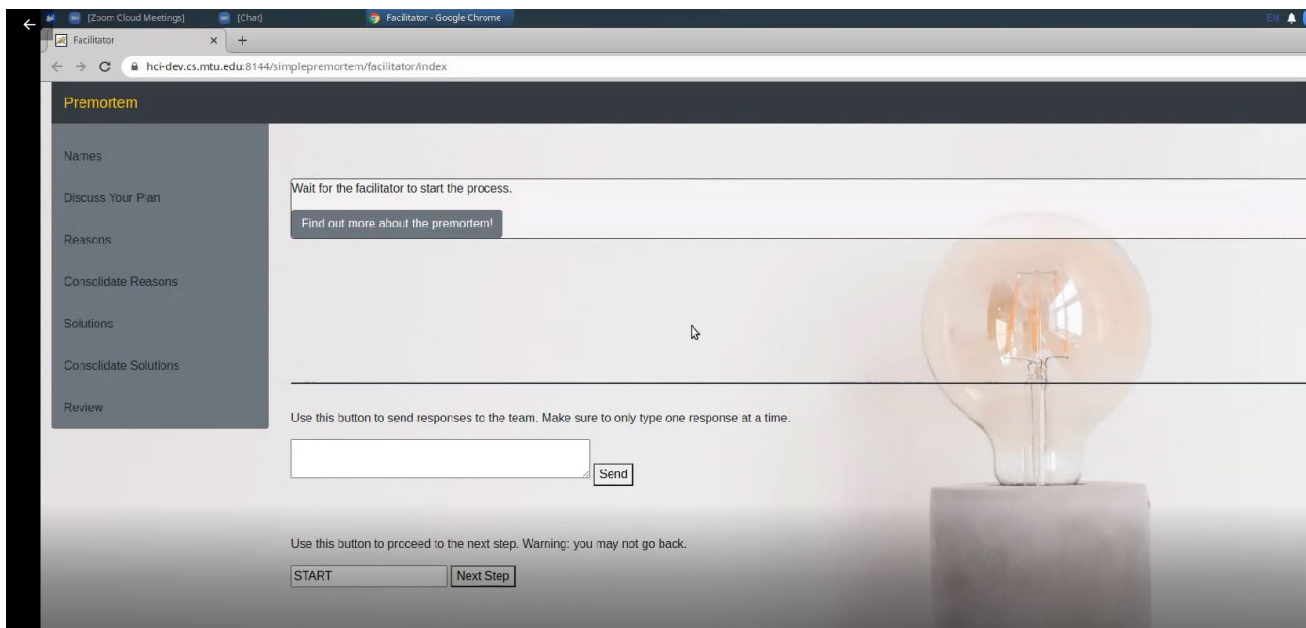 [Zoom Cloud Meetings]
[Chat]
Facilitator - Google Chrome
EN
Facilitator
hci-dev.cs.mtu.edu:8144/simplepremortem/facilitator/index
Premortem
Names
Discuss Your Plan
Reasons
Consolidate Reasons
Solutions
Consolidate Solutions
Review
Wait for the facilitator to start the process.
Find out more about the premortem!
Use this button to send responses to the team. Make sure to only type one response at a time.
Send
Use this button to proceed to the next step. Warning: you may not go back.
START Next Step